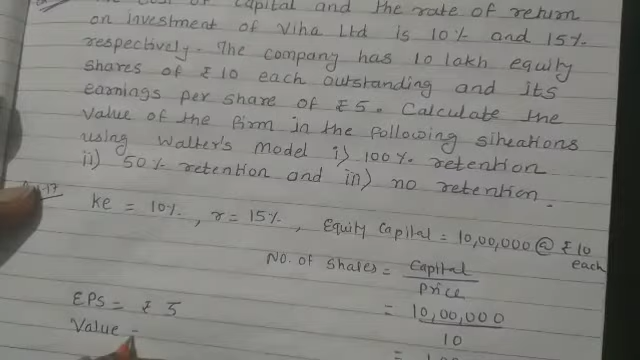 cost of capital and the rate of return
on investment of Viha Ltd is 10% and 15%
respectively. The company has 10 lakh equity
shares of ₹ 10 each outstanding and its
earnings per share of ₹ 5. Calculate the
value of the firm in the following situations
using Walter's Model i) 100% retention
ii) 50% retention and iii) no retention.
ke = 10%, r = 15%, Equity Capital = 10,00,000 @ ₹10
each
No. of shares = Capital
Price
EPS = ₹ 5
= 10,00,000
10
Value =
=